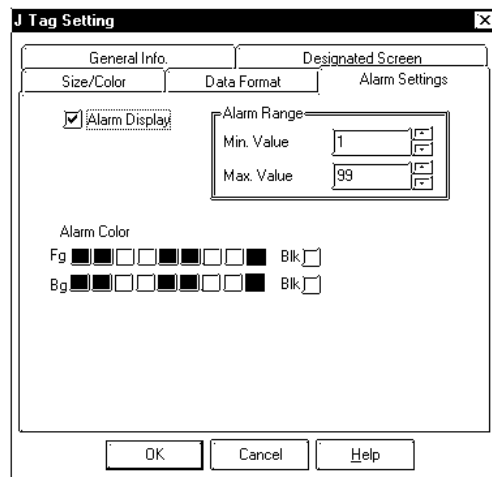 J Tag Setting
General Info. Designated Screen
Size/Color Data Format Alarm Settings
Alarm Display
Alarm Range
Min. Value 1
Max. Value 99
Alarm Color
Fg Blk
Bg Blk
OK Cancel Help